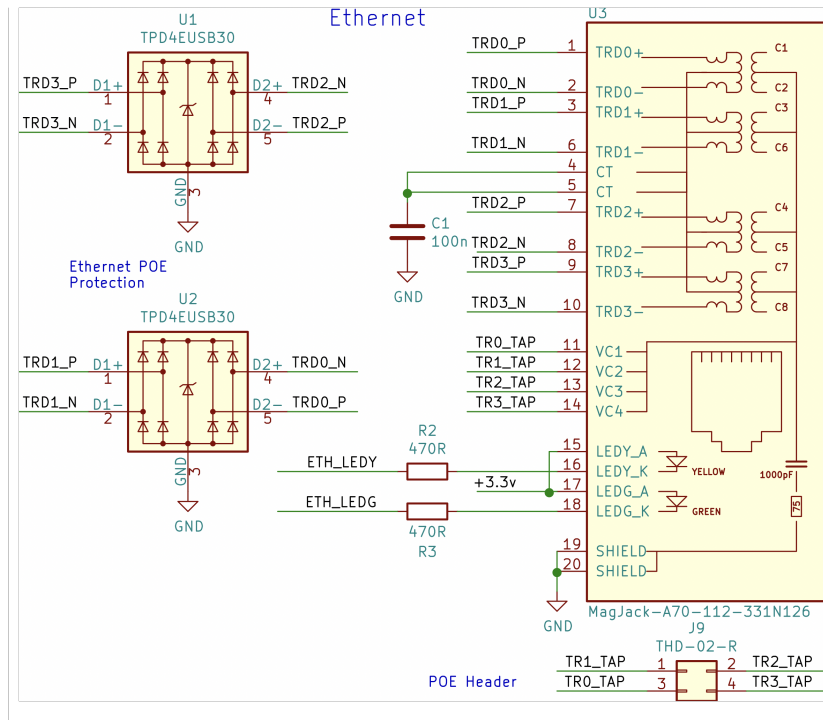 Ethernet
U1
TPD4EUSB30
TRD3_P D1+ 1 D2+ 4 TRD2_N
TRD3_N D1- 2 D2- 5 TRD2_P
GND 3
GND
Ethernet POE
Protection
U2
TPD4EUSB30
TRD1_P D1+ 1 D2+ 4 TRD0_N
TRD1_N D1- 2 D2- 5 TRD0_P
GND 3
GND
U3
TRD0_P 1 TRD0+ C1
TRD0_N 2 TRD0- C2
TRD1_P 3 TRD1+ C3
TRD1_N 6 TRD1- C6
4 CT
5 CT
TRD2_P 7 TRD2+ C4
TRD2_N 8 TRD2- C5
TRD3_P 9 TRD3+ C7
TRD3_N 10 TRD3- C8
C1
100n
GND
TR0_TAP 11 VC1
TR1_TAP 12 VC2
TR2_TAP 13 VC3
TR3_TAP 14 VC4
15 LEDY_A
R2
470R
ETH_LEDY 16 LEDY_K YELLOW
+3.3v 17 LEDG_A
ETH_LEDG 18 LEDG_K GREEN
470R
R3
1000pF
75
19 SHIELD
20 SHIELD
GND
MagJack-A70-112-331N126
J9
THD-02-R
TR1_TAP 1 2 TR2_TAP
TR0_TAP 3 4 TR3_TAP
POE Header